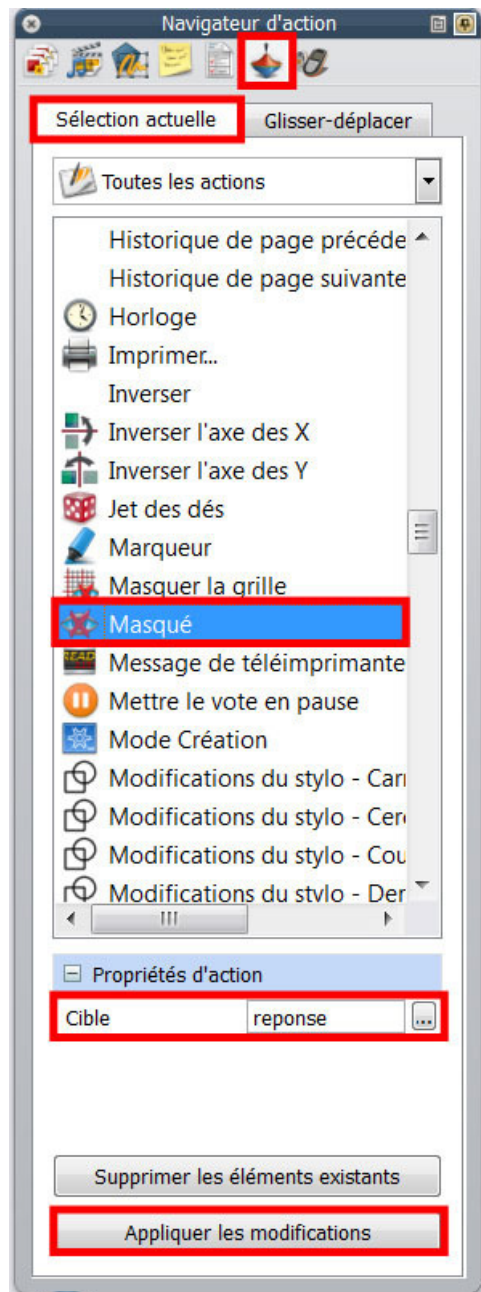 Navigateur d'action
Sélection actuelle
Glisser-déplacer
Toutes les actions
Historique de page précéde
Historique de page suivante
Horloge
Imprimer...
Inverser
Inverser l'axe des X
Inverser l'axe des Y
Jet des dés
Marqueur
Masquer la grille
Masqué
READ
Message de téléimprimante
Mettre le vote en pause
Mode Création
Modifications du stylo - Carr
Modifications du stylo - Cer
Modifications du stylo - Cou
Modifications du stylo - Der
Propriétés d'action
Cible reponse ...
Supprimer les éléments existants
Appliquer les modifications